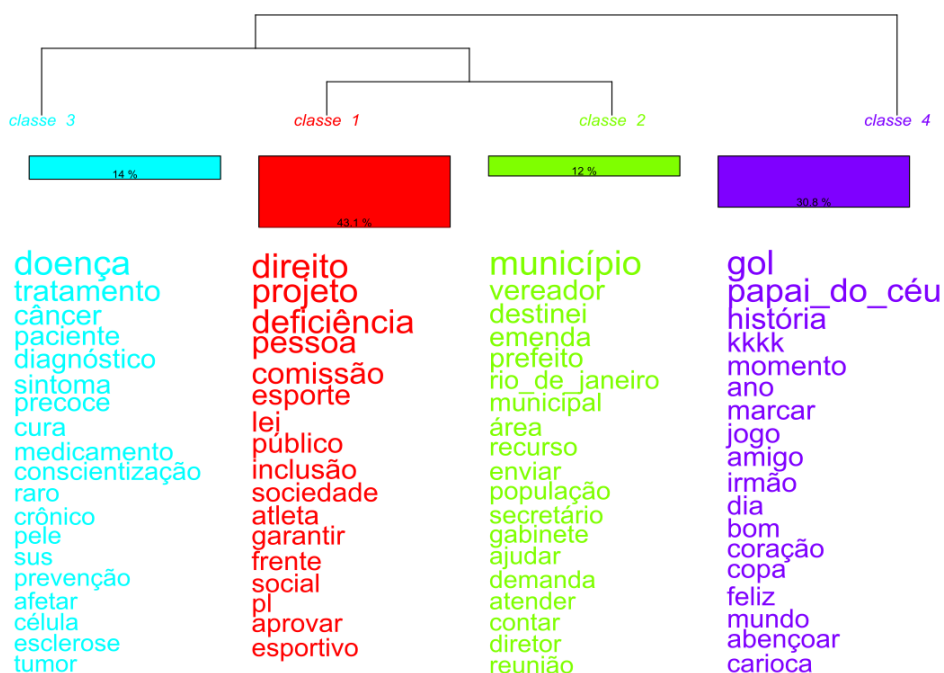 classe 3
classe 1
classe 2
classe 4
14 %
43.1 %
12 %
30.8 %
doença
tratamento
câncer
paciente
diagnóstico
sintoma
precoce
cura
medicamento
conscientização
raro
crônico
pele
sus
prevenção
afetar
célula
esclerose
tumor
direito
projeto
deficiência
pessoa
comissão
esporte
lei
público
inclusão
sociedade
atleta
garantir
frente
social
pl
aprovar
esportivo
município
vereador
destinei
emenda
prefeito
rio_de_janeiro
municipal
área
recurso
enviar
população
secretário
gabinete
ajudar
demanda
atender
contar
diretor
reunião
gol
papai_do_céu
história
kkkk
momento
ano
marcar
jogo
amigo
irmão
dia
bom
coração
copa
feliz
mundo
abençoar
carioca